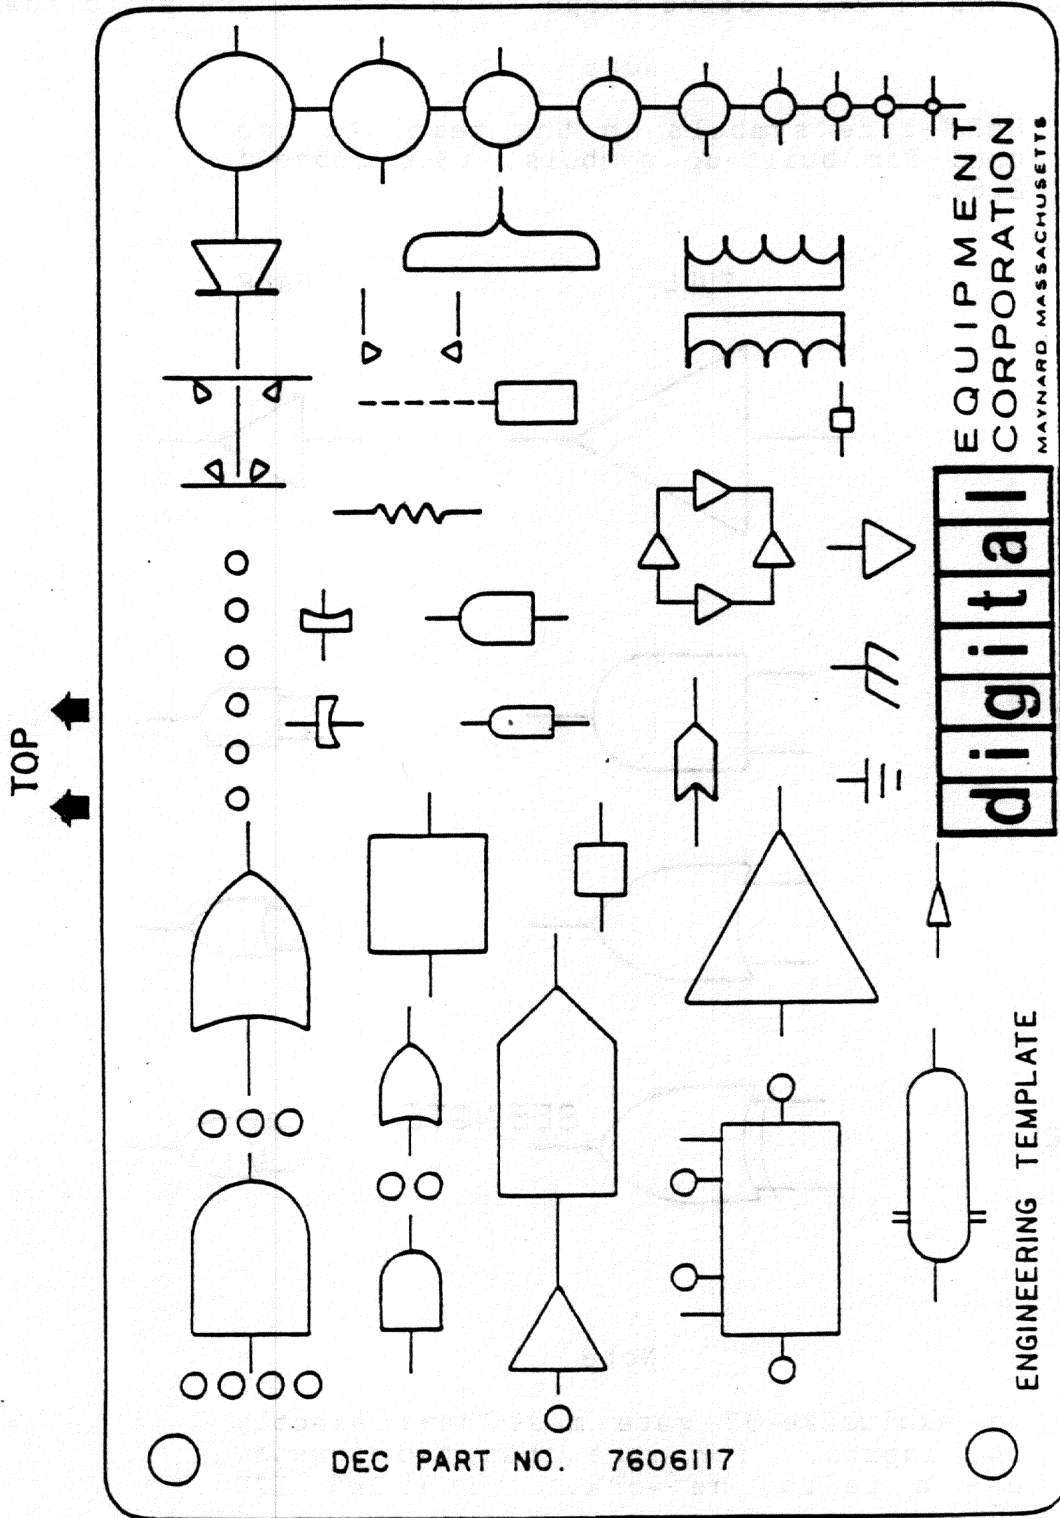 TOP
digital
EQUIPMENT
CORPORATION
MAYNARD, MASSACHUSETTS
ENGINEERING TEMPLATE
DEC PART NO. 7606117